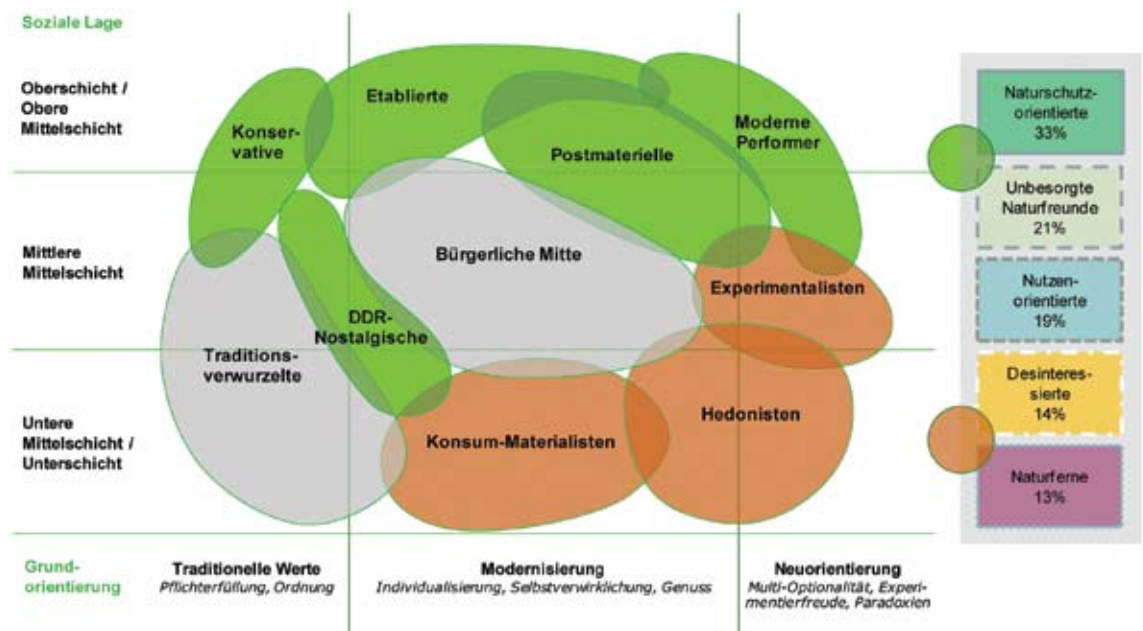 Soziale Lage
Oberschicht /
Obere
Mittelschicht
Mittlere
Mittelschicht
Untere
Mittelschicht /
Unterschicht
Konser-
vative
Etablierte
Postmaterielle
Moderne
Performer
Bürgerliche Mitte
Experimentalisten
DDR-
Nostalgische
Traditions-
verwurzelte
Konsum-Materialisten
Hedonisten
Grund-
orientierung
Traditionelle Werte
Pflichterfüllung, Ordnung
Modernisierung
Individualisierung, Selbstverwirklichung, Genuss
Neuorientierung
Multi-Optionalität, Experi-
mentierfreude, Paradoxien
Naturschutz-
orientierte
33%
Unbesorgte
Naturfreunde
21%
Nutzen-
orientierte
19%
Desinteres-
sierte
14%
Naturferne
13%